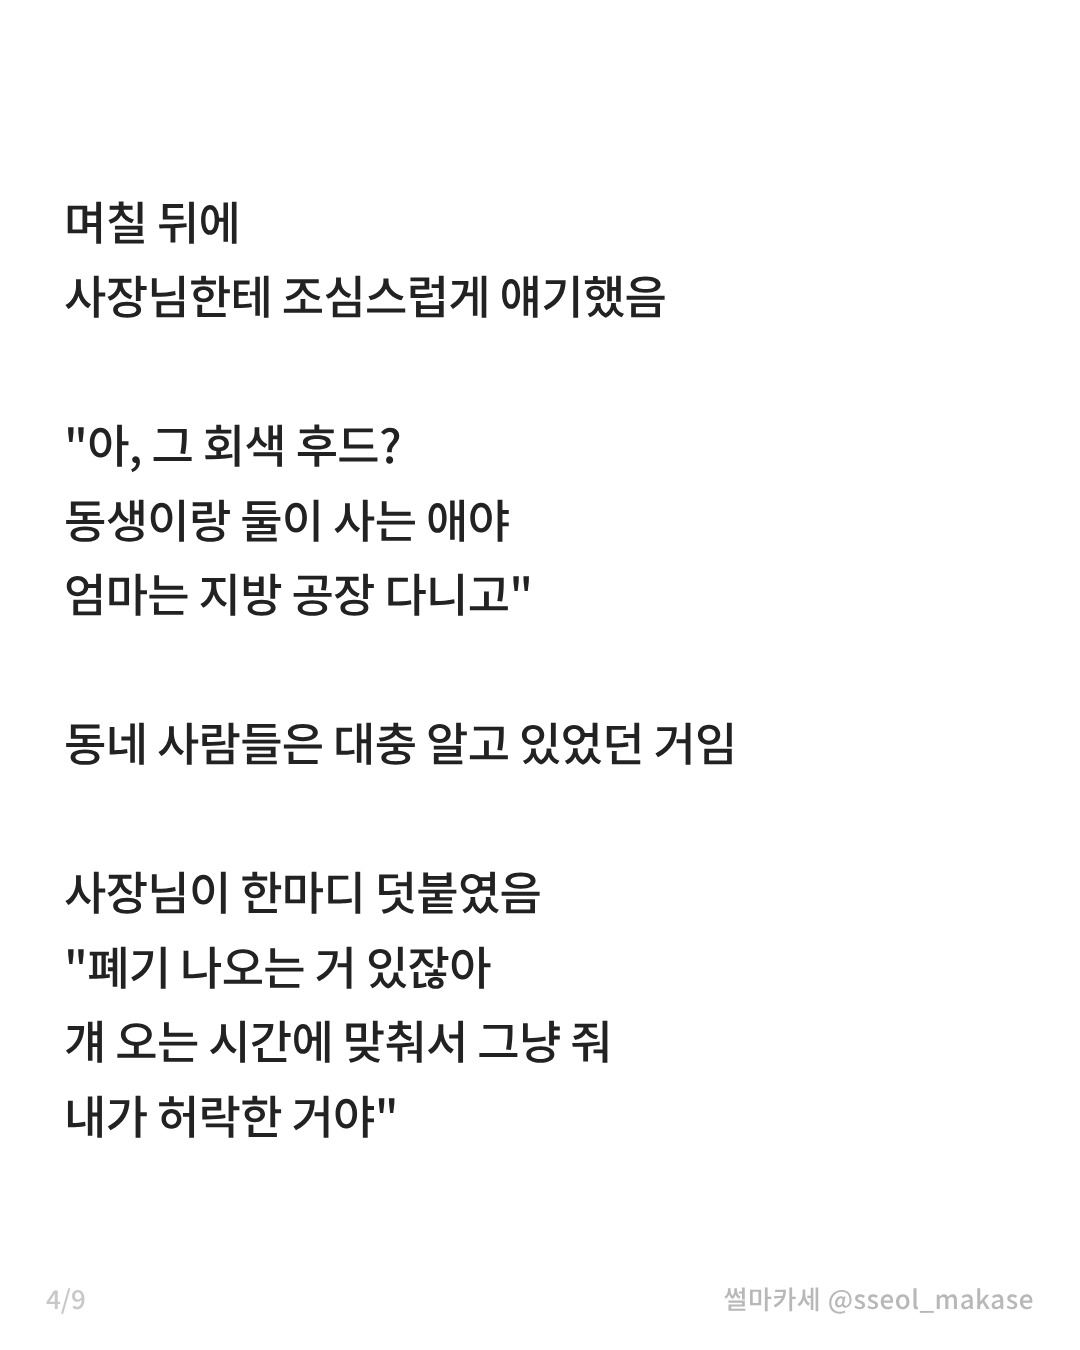 며칠 뒤에
사장님한테 조심스럽게 얘기했음
"아, 그 회색 후드?
동생이랑 둘이 사는 애야
엄마는 지방 공장 다니고"
동네 사람들은 대충 알고 있었던 거임
사장님이 한마디 덧붙였음
"폐기 나오는 거 있잖아
걔 오는 시간에 맞춰서 그냥 줘
내가 허락한 거야"
4/9
썰마카세 @sseol_makase